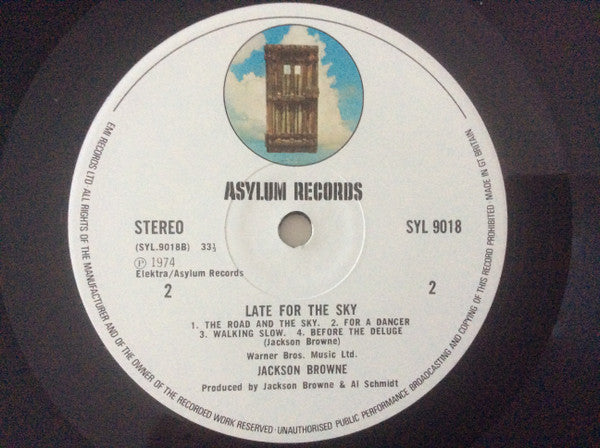 EMI RECORDS LTD. ALL RIGHTS OF THE MANUFACTURER AND OF THE OWNER OF THE RECORDED WORK RESERVED · UNAUTHORISED PUBLIC PERFORMANCE BROADCASTING AND COPYING OF THIS RECORD PROHIBITED · MADE IN GT BRITAIN
ASYLUM RECORDS
STEREO
SYL 9018
(SYL.9018B) 33⅓
Ⓟ 1974
Elektra/Asylum Records
2
2
LATE FOR THE SKY
1. THE ROAD AND THE SKY. 2. FOR A DANCER
3. WALKING SLOW. 4. BEFORE THE DELUGE
(Jackson Browne)
Warner Bros. Music Ltd.
JACKSON BROWNE
Produced by Jackson Browne & Al Schmidt